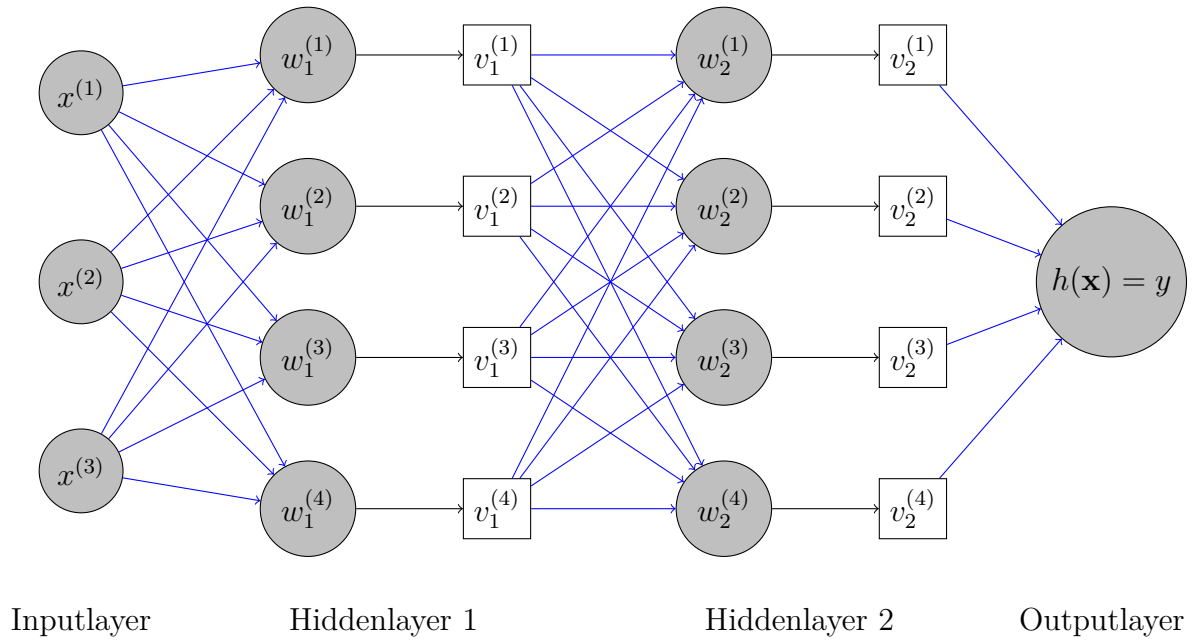 x^{(1)}
x^{(2)}
x^{(3)}
w_1^{(1)}
w_1^{(2)}
w_1^{(3)}
w_1^{(4)}
v_1^{(1)}
v_1^{(2)}
v_1^{(3)}
v_1^{(4)}
w_2^{(1)}
w_2^{(2)}
w_2^{(3)}
w_2^{(4)}
v_2^{(1)}
v_2^{(2)}
v_2^{(3)}
v_2^{(4)}
h(𝐱) = y
Inputlayer
Hiddenlayer 1
Hiddenlayer 2
Outputlayer